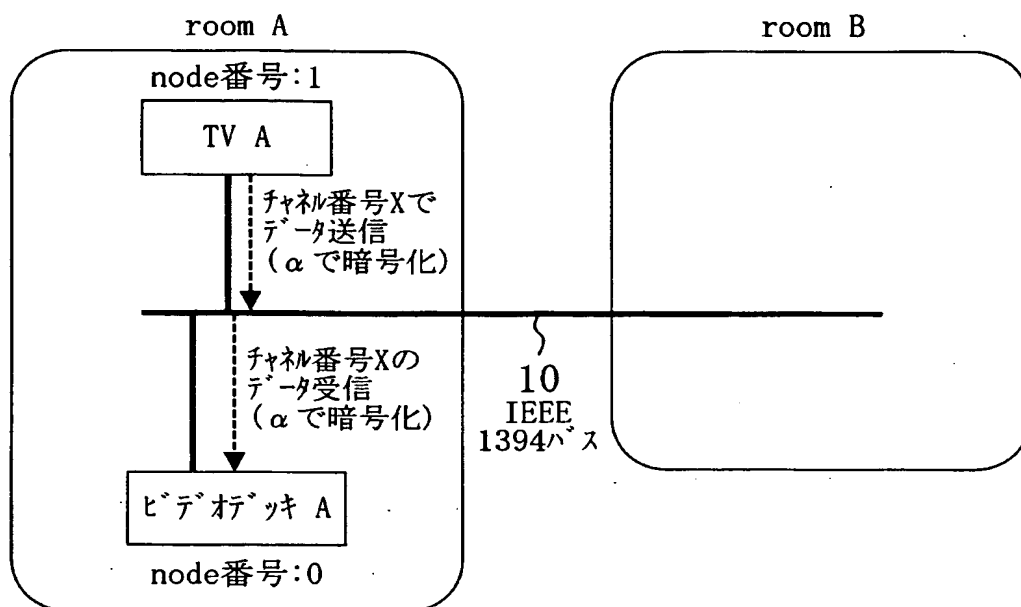 room A
room B
node番号:1
TV A
ﾁｬﾈﾙ番号Xで
ﾃﾞｰﾀ送信
(αで暗号化)
ﾁｬﾈﾙ番号Xの
ﾃﾞｰﾀ受信
(αで暗号化)
10
IEEE
1394ﾊﾞｽ
ﾋﾞﾃﾞｵﾃﾞｯｷ A
node番号:0